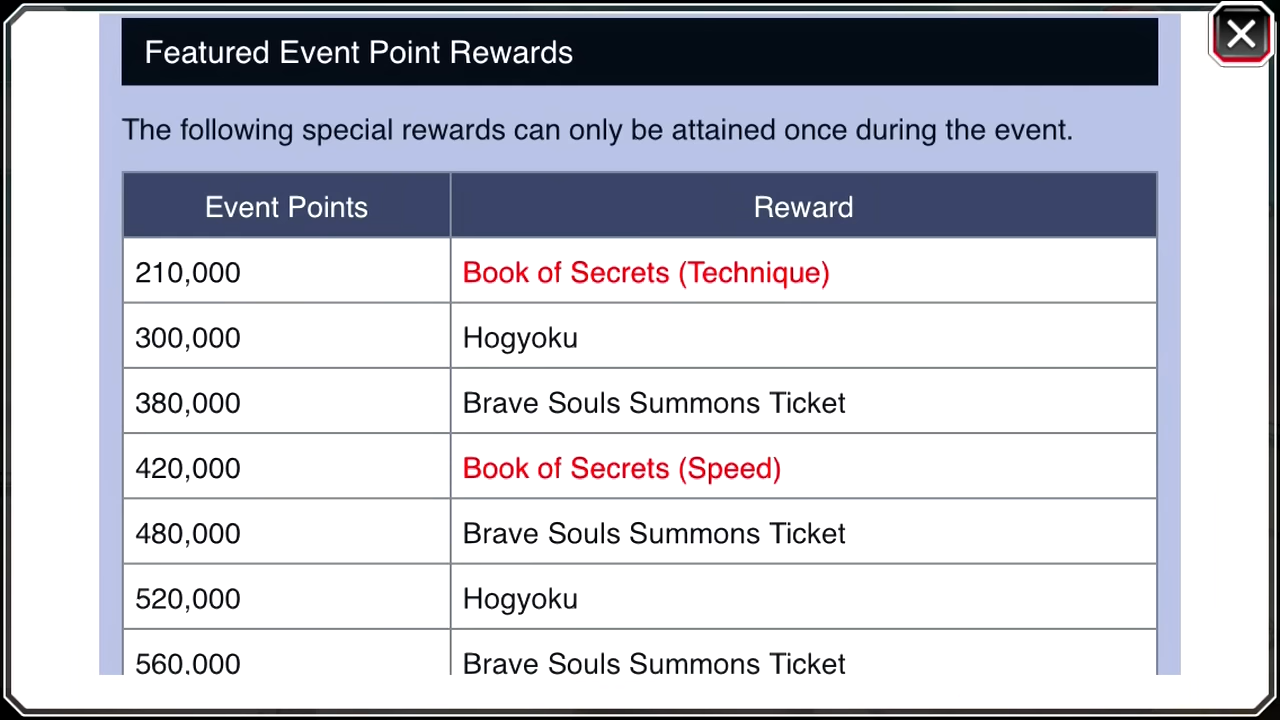 Featured Event Point Rewards
The following special rewards can only be attained once during the event.
Event Points Reward
210,000 Book of Secrets (Technique)
300,000 Hogyoku
380,000 Brave Souls Summons Ticket
420,000 Book of Secrets (Speed)
480,000 Brave Souls Summons Ticket
520,000 Hogyoku
560,000 Brave Souls Summons Ticket